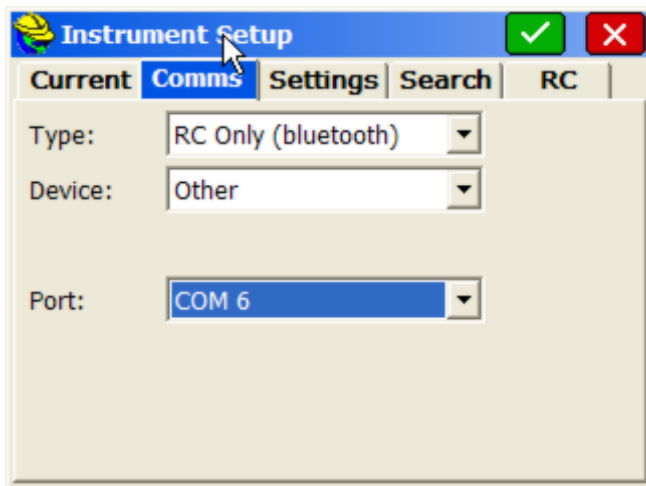 Instrument Setup
Current Comms Settings Search RC
Type: RC Only (bluetooth)
Device: Other
Port: COM 6